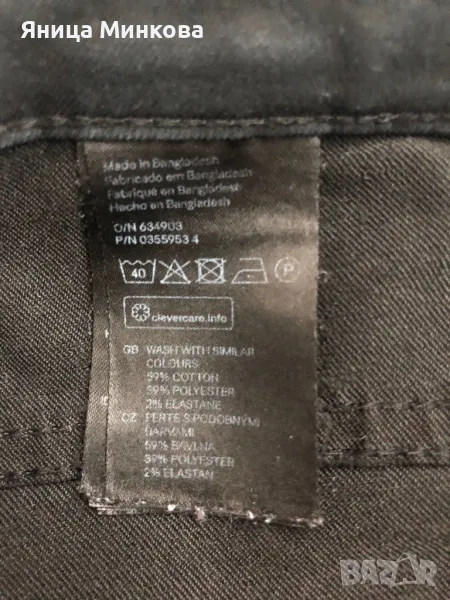 Яница Минкова
Made in Bangladesh
Fabricado em Bangladesh
Fabriqué en Bangladesh
Hecho en Bangladesh
O/N 634903
P/N 0355953 4
40
P
clevercare.info
GB WASH WITH SIMILAR
COLOURS
59% COTTON
39% POLYESTER
2% ELASTANE
CZ PERTE S PODOBNÝMI
BARVAMI
59% BAVLNA
39% POLYESTER
2% ELASTAN
BAZAR